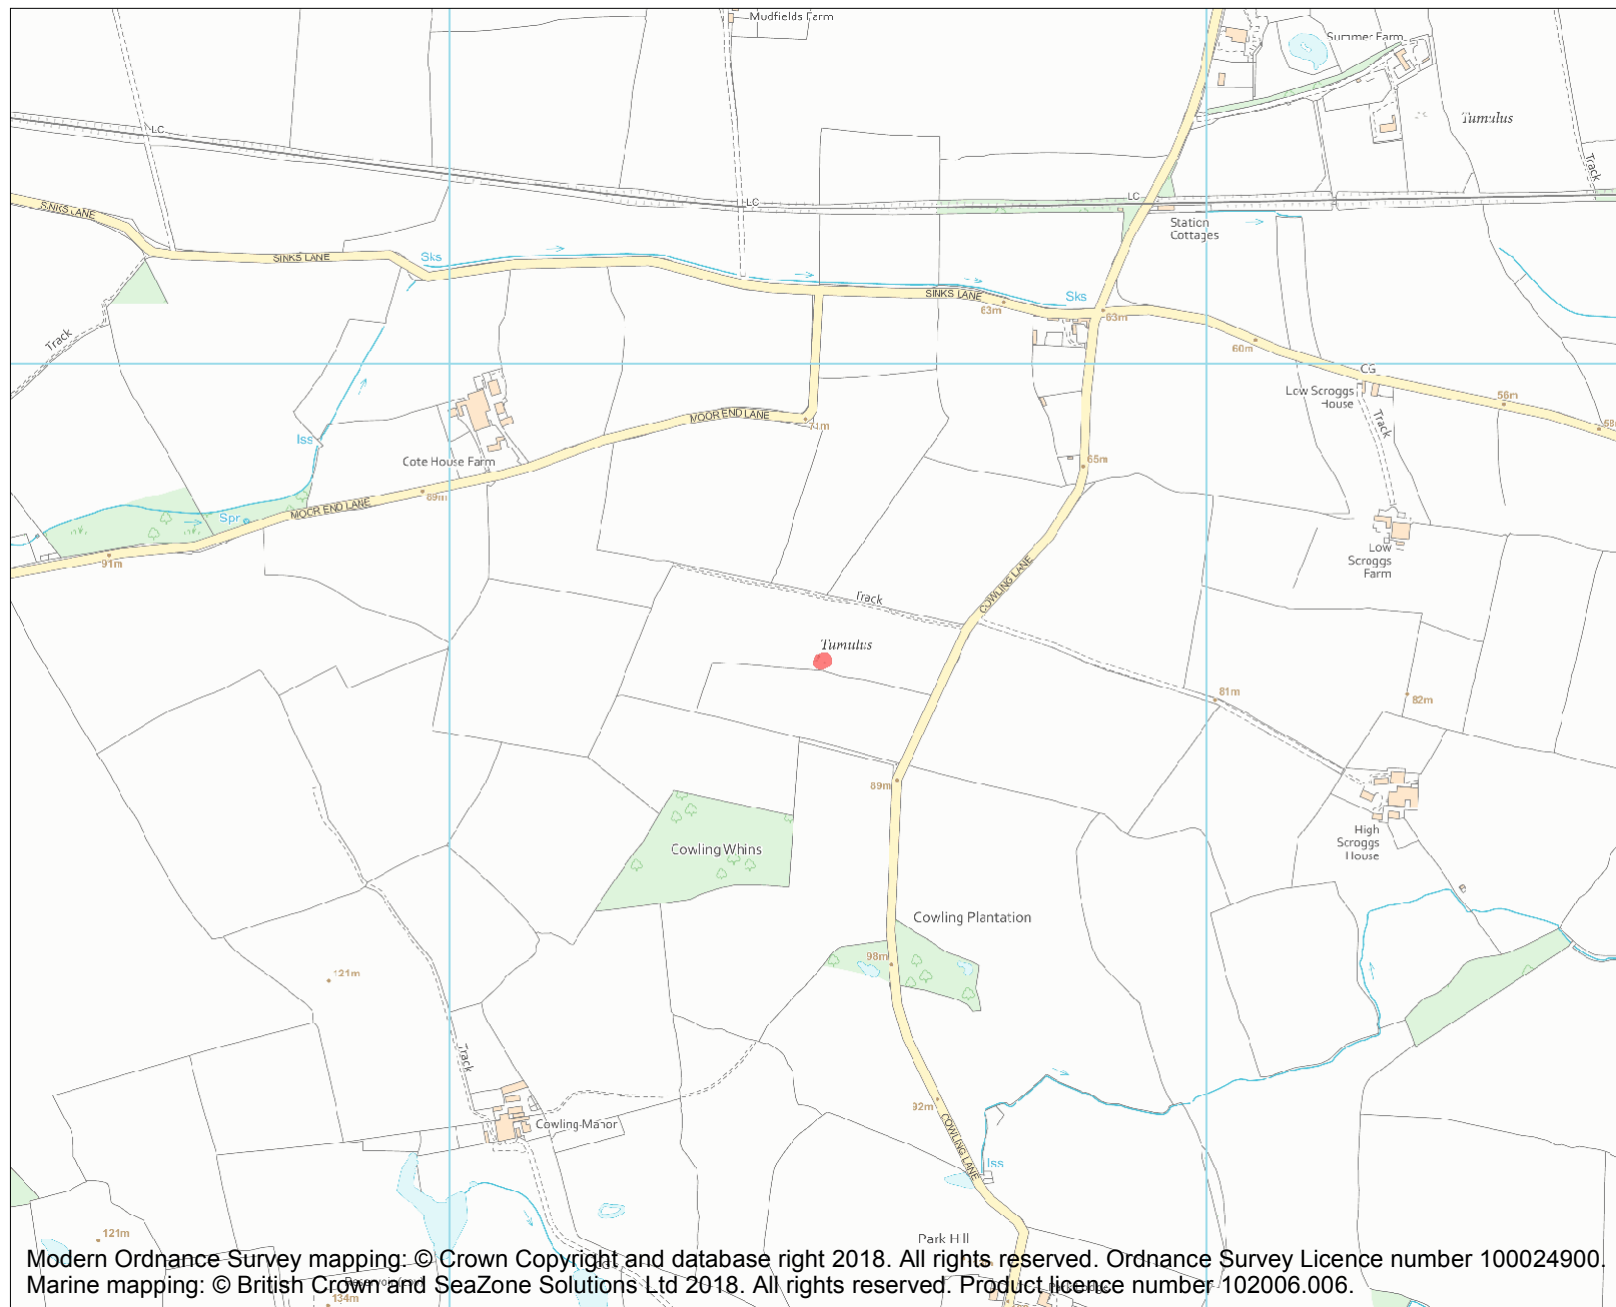 Mudfields Farm
Summer Farm
Tumulus
LC
Track
SINKS LANE
LC
LC
Station
Cottages
SINKS LANE
Sks
SINKS LANE
Sks
63m
63m
Track
60m
CG
Low Scroggs
House
56m
Track
MOOR END LANE
Iss
Cote House Farm
65m
69m
MOOR END LANE
Spr
91m
Low
Scroggs
Farm
COWLING LANE
Track
Tumulus
81m
82m
89m
High
Scroggs
House
Cowling Whins
Cowling Plantation
98m
121m
Track
92m
Cowling Manor
COWLING LANE
Iss
121m
Park Hill
Modern Ordnance Survey mapping: © Crown Copyright and database right 2018. All rights reserved. Ordnance Survey Licence number 100024900.
Marine mapping: © British Crown and SeaZone Solutions Ltd 2018. All rights reserved. Product licence number 102006.006.
134m